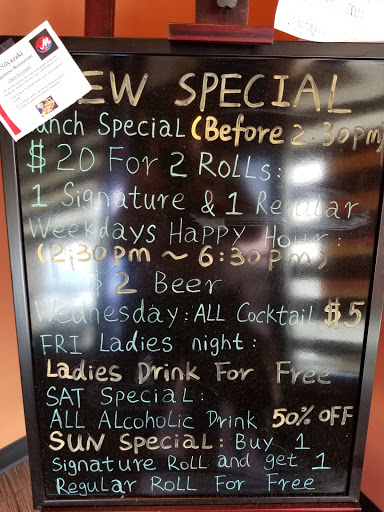 EW SPECIAL
unch Special (Before 2:30pm)
$20 FOR 2 ROLLS:
1 Signature & 1 Regular
Weekdays Happy Hour:
(2:30pm ~ 6:30pm)
$2 Beer
Wednesday: ALL Cocktail $5
FRI Ladies night:
Ladies Drink For Free
SAT Special:
ALL ALcoholic Drink 50% OFF
SUN Special: Buy 1
Signature Roll and get 1
Regular Roll For Free